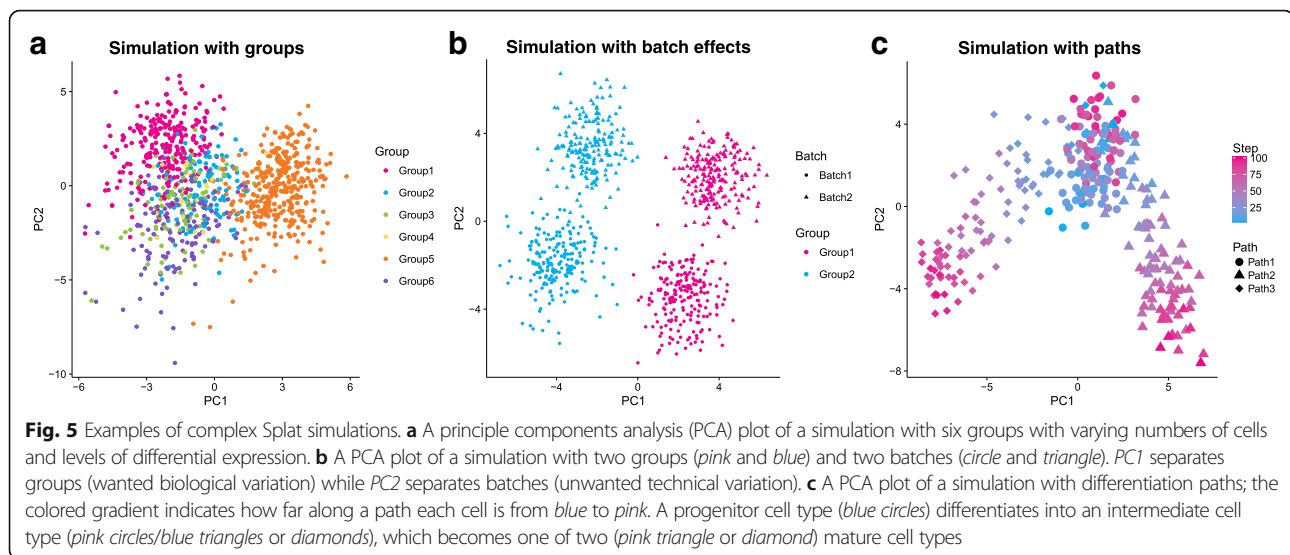 a
Simulation with groups
PC2
5
0
−5
−10
−6
−3
0
3
6
PC1
Group
Group1
Group2
Group3
Group4
Group5
Group6
b
Simulation with batch effects
4
0
−4
−4
0
4
PC1
PC2
Batch
Batch1
Batch2
Group
Group1
Group2
c
Simulation with paths
PC2
4
0
−4
−8
−5
0
5
PC1
Step
100
75
50
25
Path
Path1
Path2
Path3
Fig. 5 Examples of complex Splat simulations. a A principle components analysis (PCA) plot of a simulation with six groups with varying numbers of cells
and levels of differential expression. b A PCA plot of a simulation with two groups (pink and blue) and two batches (circle and triangle). PC1 separates
groups (wanted biological variation) while PC2 separates batches (unwanted technical variation). c A PCA plot of a simulation with differentiation paths; the
colored gradient indicates how far along a path each cell is from blue to pink. A progenitor cell type (blue circles) differentiates into an intermediate cell
type (pink circles/blue triangles or diamonds), which becomes one of two (pink triangle or diamond) mature cell types